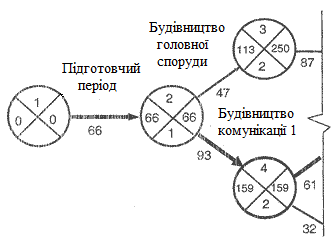 Будівництво
головної
споруди
3
113 250
2
87
Підготовчий
період
1
0 0
66
2
66 66
1
47
Будівництво
комунікації 1
93
4
159 159
2
61
32